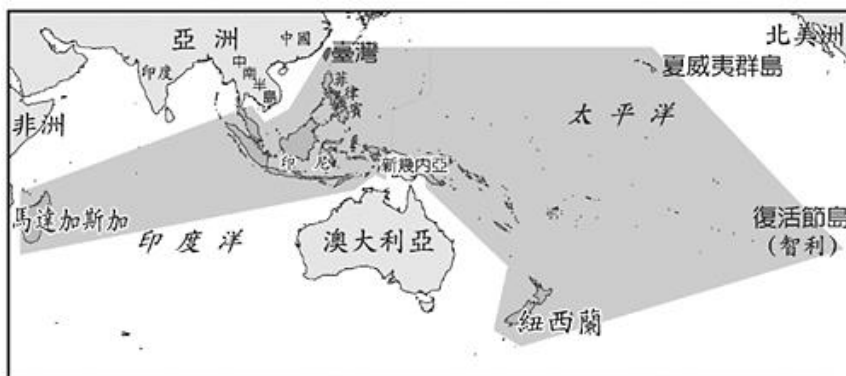 亞洲
中國
北美洲
臺灣
夏威夷群島
印度
中南半島
菲律賓
太平洋
非洲
印尼
新幾內亞
馬達加斯加
印度洋
澳大利亞
復活節島
(智利)
紐西蘭